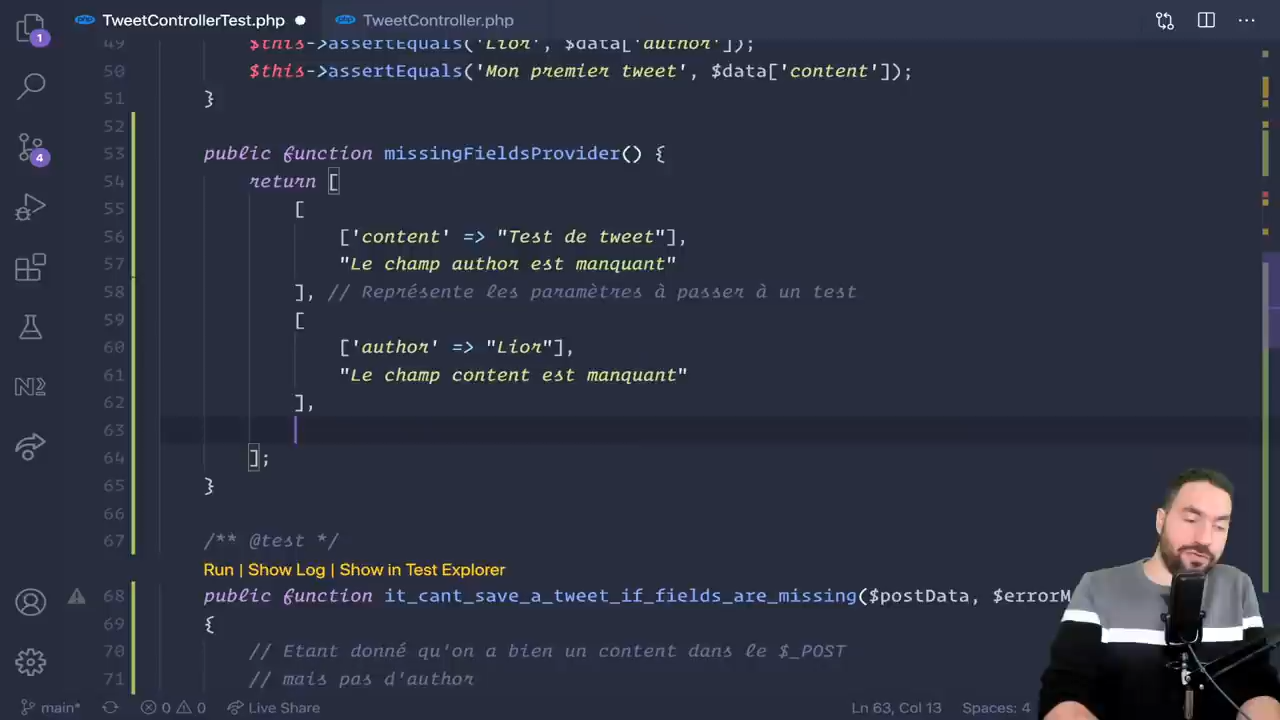 TweetControllerTest.php
TweetController.php
49 $this->assertEquals('Lior', $data['author']);
50 $this->assertEquals('Mon premier tweet', $data['content']);
51 }
52
53 public function missingFieldsProvider() {
54 return [
55 [
56 ['content' => "Test de tweet"],
57 "Le champ author est manquant"
58 ], // Représente les paramètres à passer à un test
59 [
60 ['author' => "Lior"],
61 "Le champ content est manquant"
62 ],
63
64 ];
65 }
66
67 /** @test */
Run | Show Log | Show in Test Explorer
68 public function it_cant_save_a_tweet_if_fields_are_missing($postData, $errorM
69 {
70 // Etant donné qu'on a bien un content dans le $_POST
71 // mais pas d'author
1
4
main* 0 0 Live Share Ln 63, Col 13 Spaces: 4